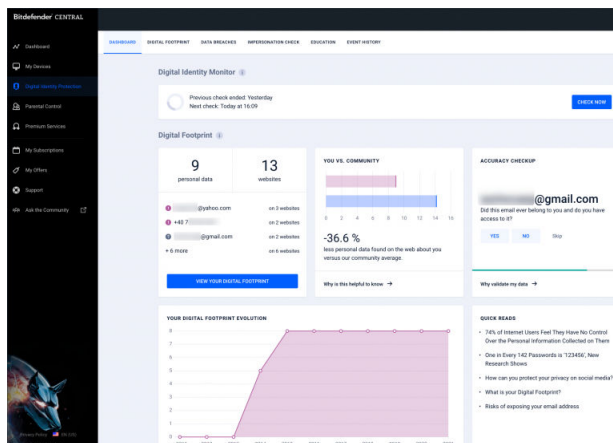 Bitdefender CENTRAL
Dashboard
My Devices
Digital Identity Protection
Parental Control
Premium Services
My Subscriptions
My Offers
Support
Ask the Community
Privacy Policy
DASHBOARD DIGITAL FOOTPRINT DATA BREACHES IMPERSONATION CHECK EDUCATION EVENT HISTORY
Digital Identity Monitor
Previous check ended: Yesterday
Next check: Today at 16:09
CHECK NOW
Digital Footprint
9
personal data
13
websites
@yahoo.com on 3 websites
+43 7 on 2 websites
@gmail.com on 2 websites
+ 6 more on 6 websites
VIEW YOUR DIGITAL FOOTPRINT
YOU VS. COMMUNITY
0 2 4 6 8 10 12 14 16
-36.6 %
less personal data found on the web about you
versus our community average.
Why is this helpful to know →
ACCURACY CHECKUP
@gmail.com
Did this email ever belong to you and do you have
access to it?
YES NO Skip
Why validate my data →
YOUR DIGITAL FOOTPRINT EVOLUTION
8
7
6
5
4
3
2
1
0
QUICK READS
74% of Internet Users Feel They Have No Control
Over the Personal Information Collected on Them
One in Every 142 Passwords is '123456', New
Research Shows
How can you protect your privacy on social media?
What is your Digital Footprint?
Risks of exposing your email address